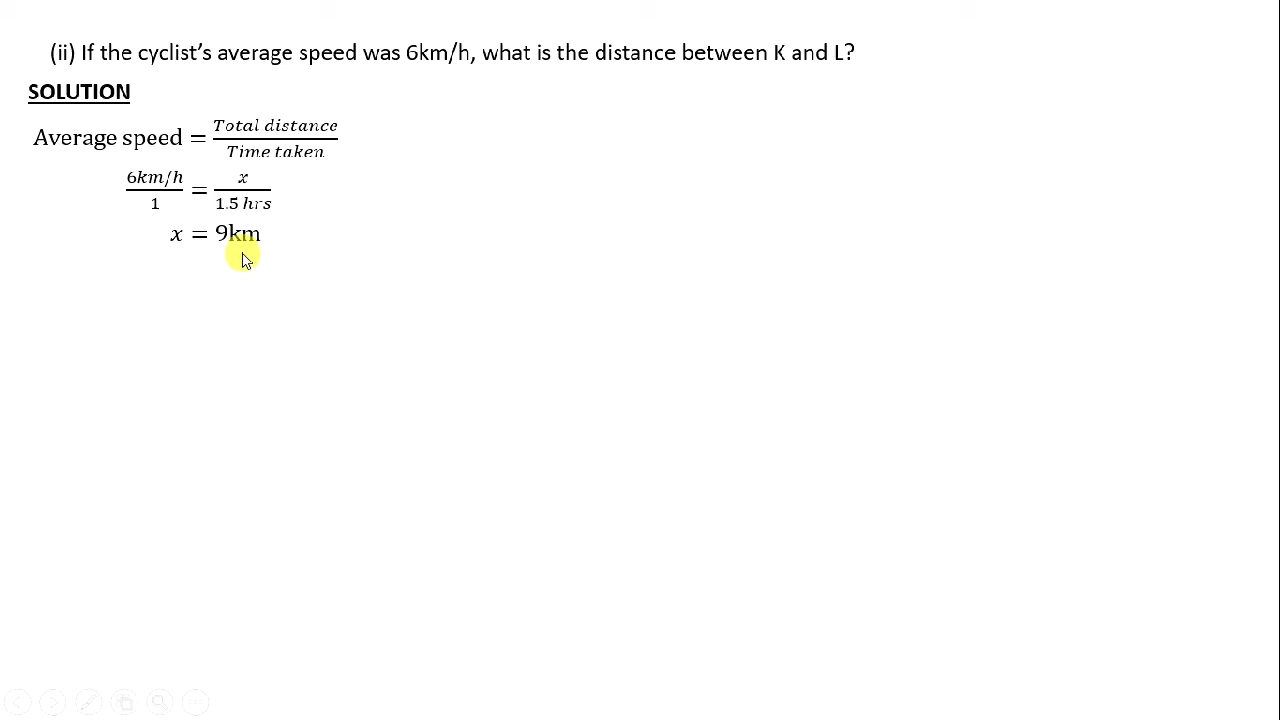 (ii) If the cyclist's average speed was 6km/h, what is the distance between K and L?
SOLUTION
Average speed = Total distance / Time taken
6km/h / 1 = x / 1.5 hrs
x = 9km